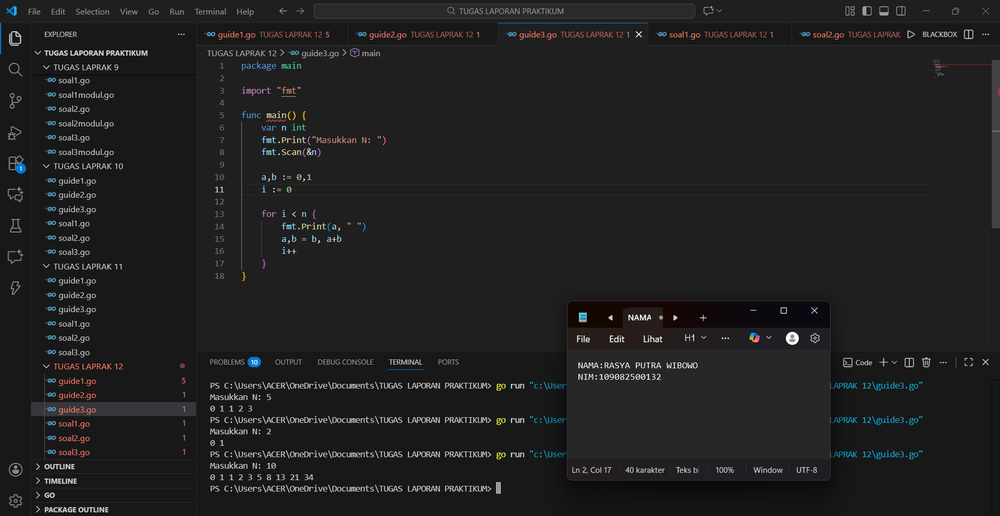 File Edit Selection View Go Run Terminal Help
TUGAS LAPORAN PRAKTIKUM
EXPLORER
TUGAS LAPORAN PRAKTIKUM
TUGAS LAPRAK 9
soal1.go
soal1modul.go
soal2.go
soal2modul.go
soal3.go
soal3modul.go
TUGAS LAPRAK 10
guide1.go
guide2.go
guide3.go
soal1.go
soal2.go
soal3.go
TUGAS LAPRAK 11
guide1.go
guide2.go
guide3.go
soal1.go
soal2.go
soal3.go
TUGAS LAPRAK 12
guide1.go 5
guide2.go 1
guide3.go 1
soal1.go 1
soal2.go 1
soal3.go 1
OUTLINE
TIMELINE
GO
PACKAGE OUTLINE
1
guide1.go TUGAS LAPRAK 12 5
guide2.go TUGAS LAPRAK 12 1
guide3.go TUGAS LAPRAK 12 1
soal1.go TUGAS LAPRAK 12 1
soal2.go TUGAS LAPRAK
BLACKBOX
TUGAS LAPRAK 12 > guide3.go > main
1 package main
2
3 import "fmt"
4
5 func main() {
6 var n int
7 fmt.Print("Masukkan N: ")
8 fmt.Scan(&n)
9
10 a,b := 0,1
11 i := 0
12
13 for i < n {
14 fmt.Print(a, " ")
15 a,b = b, a+b
16 i++
17 }
18 }
PROBLEMS 10 OUTPUT DEBUG CONSOLE TERMINAL PORTS
Code
PS C:\Users\ACER\OneDrive\Documents\TUGAS LAPORAN PRAKTIKUM> go run "c:\User LAPRAK 12\guide3.go"
Masukkan N: 5
0 1 1 2 3
PS C:\Users\ACER\OneDrive\Documents\TUGAS LAPORAN PRAKTIKUM> go run "c:\User LAPRAK 12\guide3.go"
Masukkan N: 2
0 1
PS C:\Users\ACER\OneDrive\Documents\TUGAS LAPORAN PRAKTIKUM> go run "c:\User LAPRAK 12\guide3.go"
Masukkan N: 10
0 1 1 2 3 5 8 13 21 34
PS C:\Users\ACER\OneDrive\Documents\TUGAS LAPORAN PRAKTIKUM>
NAMA
File Edit Lihat H1
NAMA:RASYA PUTRA WIBOWO
NIM:109082500132
Ln 2, Col 17 40 karakter Teks bi 100% Window UTF-8